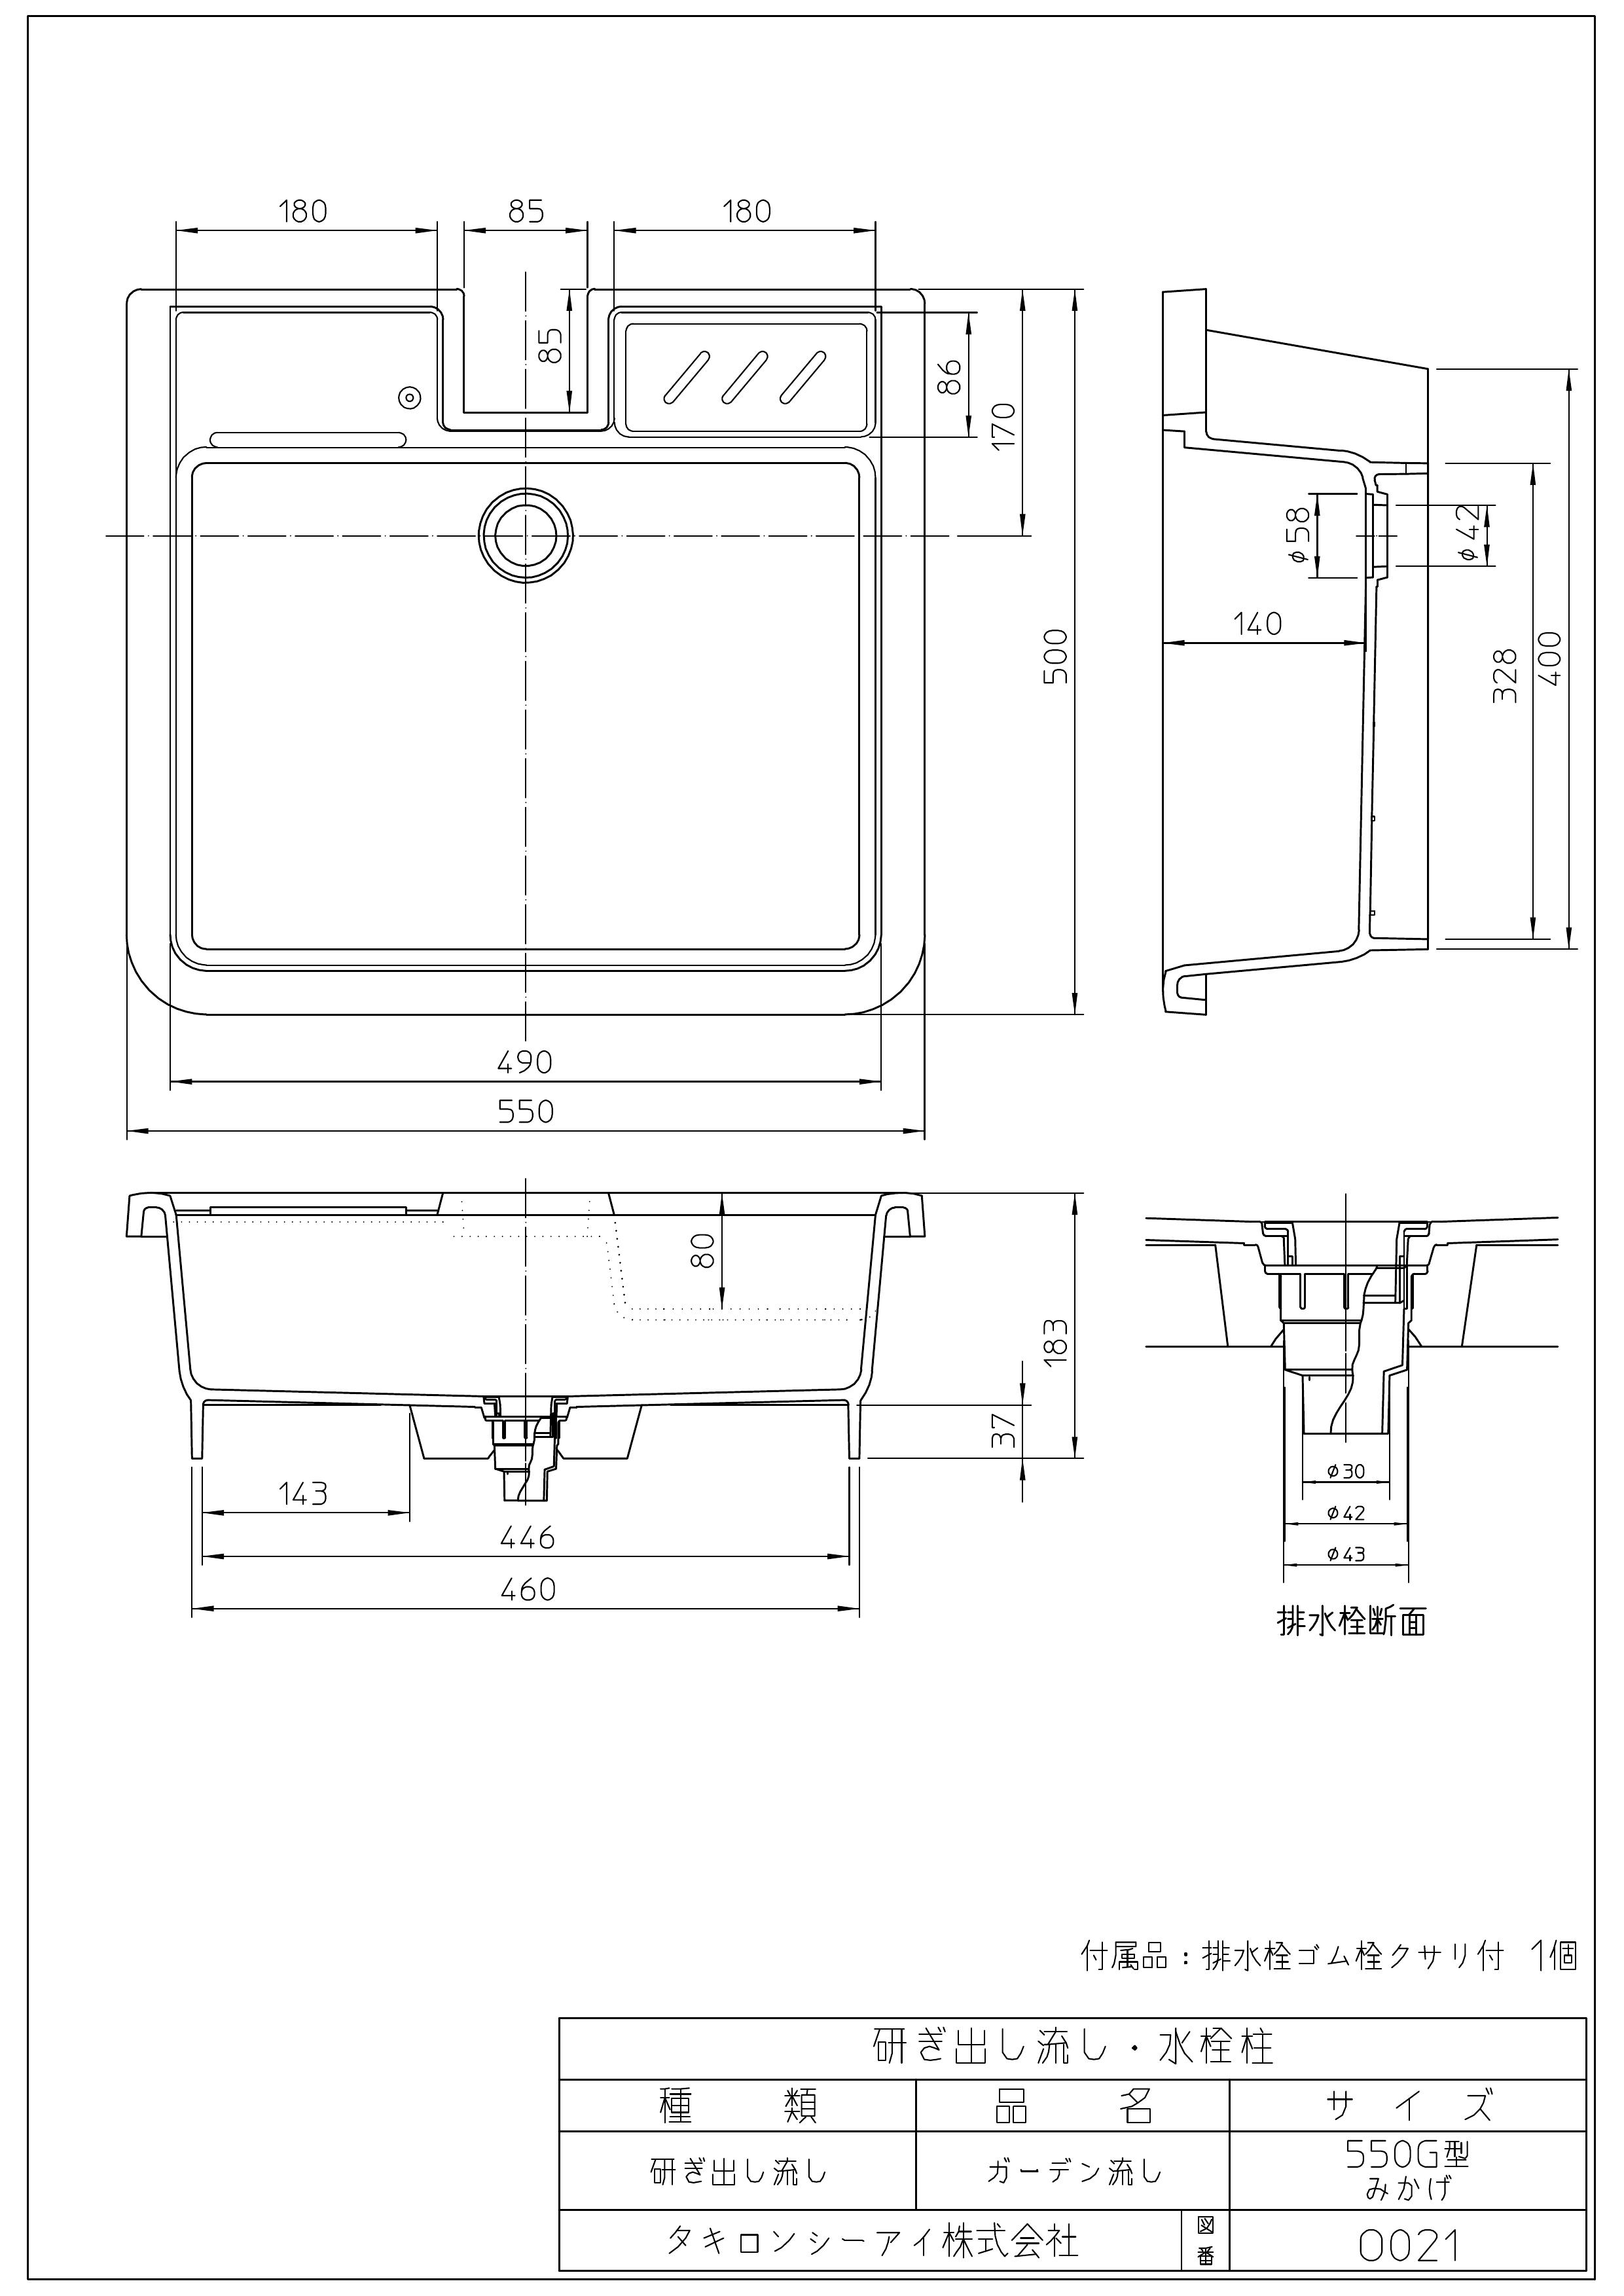 180
85
180
85
86
170
500
490
550
φ58
φ42
140
328
400
80
183
37
143
446
460
φ30
φ42
φ43
排水栓断面
付属品：排水栓ゴム栓クサリ付 1個
研ぎ出し流し・水栓柱
種 類 品 名 サ イ ズ
研ぎ出し流し ガーデン流し 550G型
みかげ
タキロンシーアイ株式会社 図番 0021